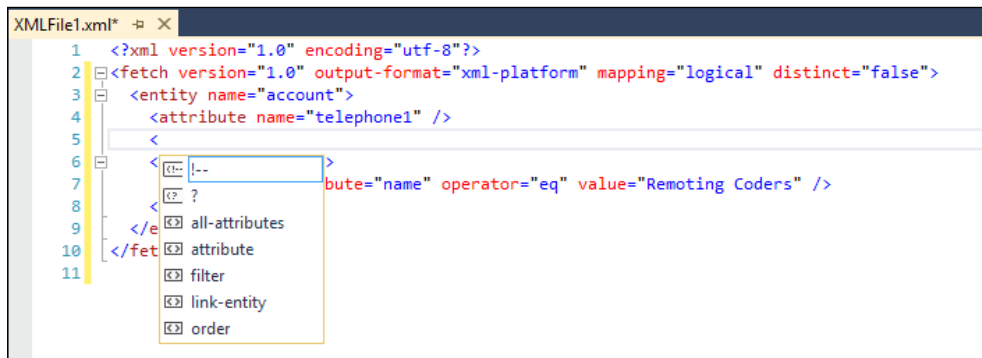 XMLFile1.xml*
1 <?xml version="1.0" encoding="utf-8"?>
2 <fetch version="1.0" output-format="xml-platform" mapping="logical" distinct="false">
3 <entity name="account">
4 <attribute name="telephone1" />
5 <
6 < >
7 bute="name" operator="eq" value="Remoting Coders" />
8 <
9 </e
10 </fet
11
!--
?
all-attributes
attribute
filter
link-entity
order